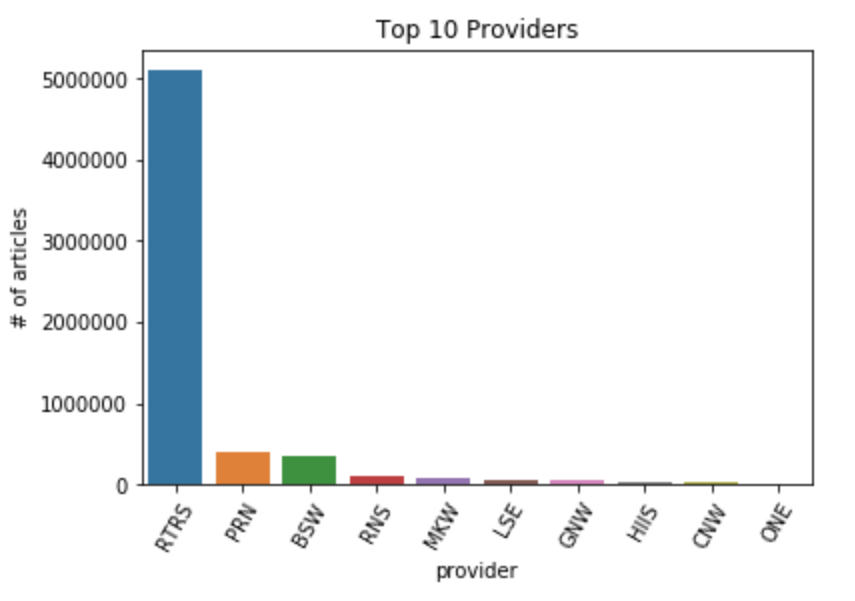 Top 10 Providers
# of articles
5000000
4000000
3000000
2000000
1000000
0
RTRS PRN BSW RNS MKW LSE GNW HIIS CNW ONE
provider